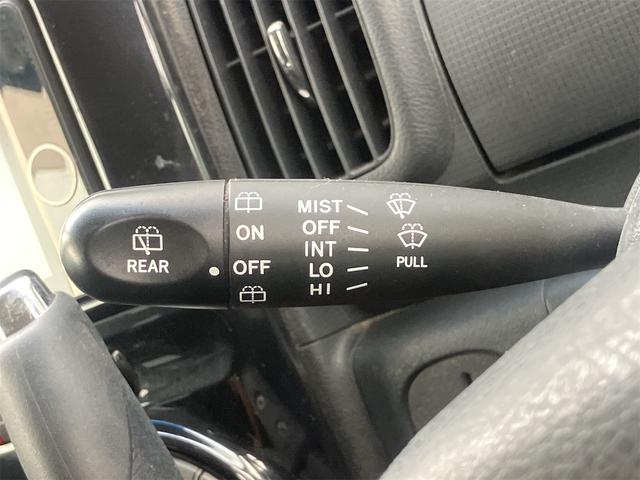 REAR
ON
OFF
MIST
OFF
INT
LO
HI
PULL